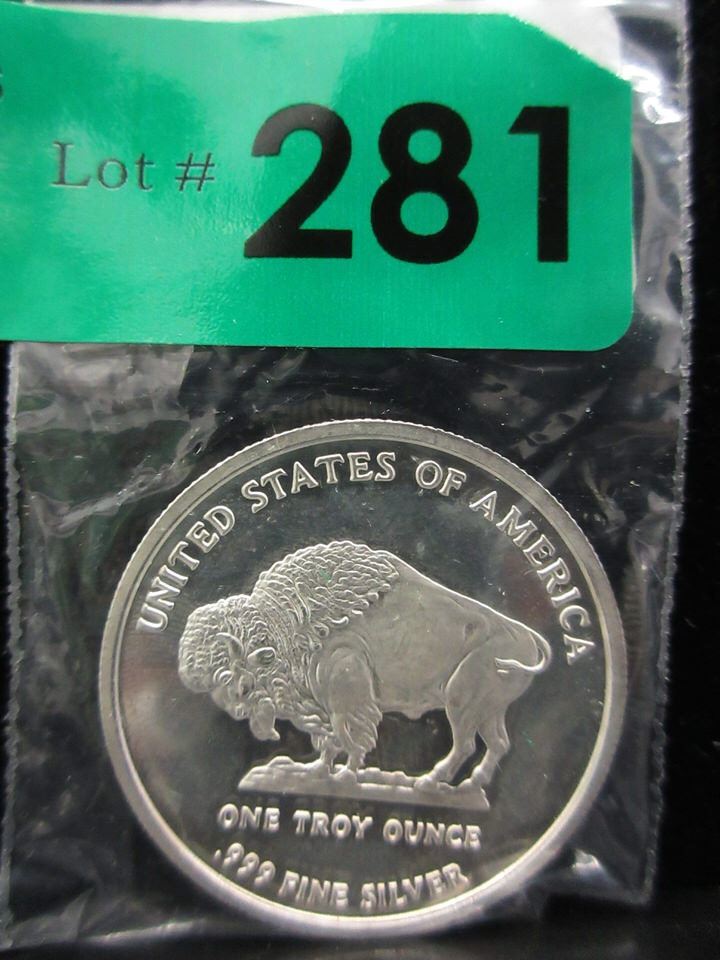 Lot # 281
UNITED STATES OF AMERICA
ONE TROY OUNCE
.999 FINE SILVER